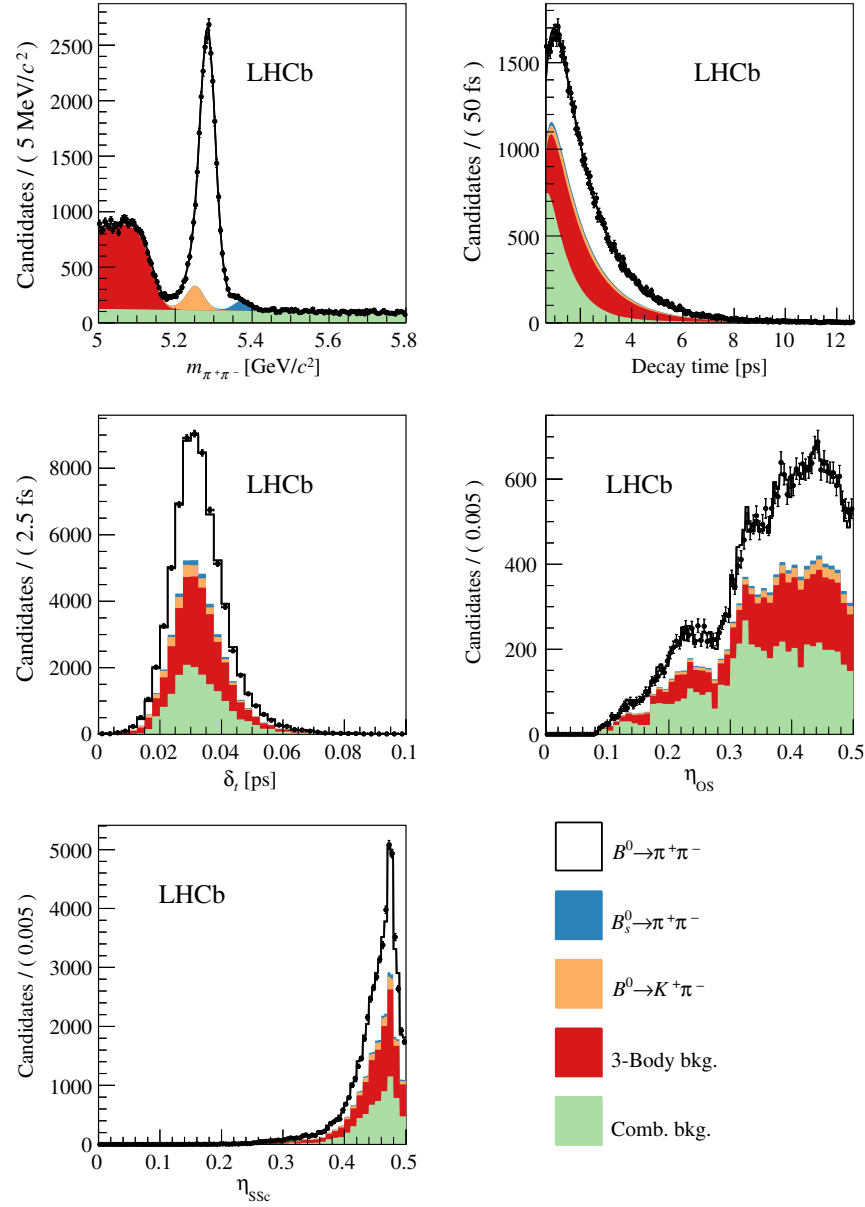 Candidates / ( 5 MeV/c² )
2500
2000
1500
1000
500
0
LHCb
5 5.2 5.4 5.6 5.8
m_π⁺π⁻ [GeV/c²]
Candidates / ( 50 fs )
1500
1000
500
0
LHCb
2 4 6 8 10 12
Decay time [ps]
Candidates / ( 2.5 fs )
8000
6000
4000
2000
0
LHCb
0 0.02 0.04 0.06 0.08 0.1
δ_t [ps]
Candidates / ( 0.005 )
600
400
200
0
LHCb
0 0.1 0.2 0.3 0.4 0.5
η_OS
Candidates / ( 0.005 )
5000
4000
3000
2000
1000
0
LHCb
0 0.1 0.2 0.3 0.4 0.5
η_SSc
B⁰→π⁺π⁻
B⁰_s→π⁺π⁻
B⁰→K⁺π⁻
3-Body bkg.
Comb. bkg.